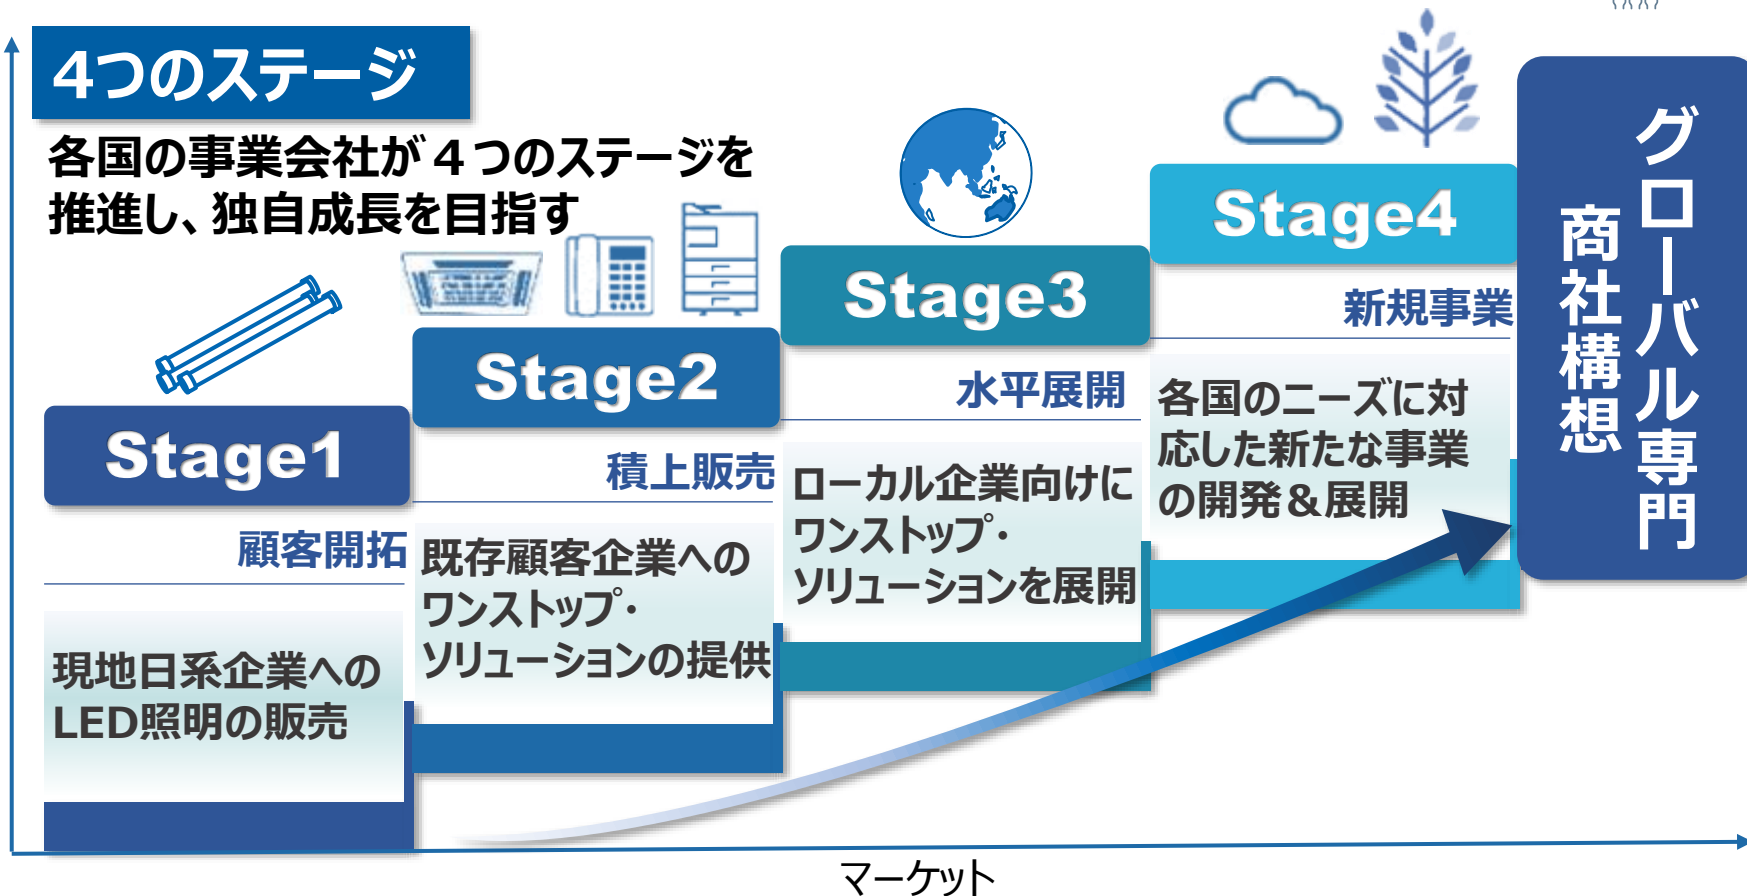 4つのステージ
各国の事業会社が４つのステージを
推進し、独自成長を目指す
Stage1
顧客開拓
現地日系企業への
LED照明の販売
Stage2
積上販売
既存顧客企業への
ワンストップ・
ソリューションの提供
Stage3
水平展開
ローカル企業向けに
ワンストップ・
ソリューションを展開
Stage4
新規事業
各国のニーズに対
応した新たな事業
の開発＆展開
グローバル専門
商社構想
マーケット